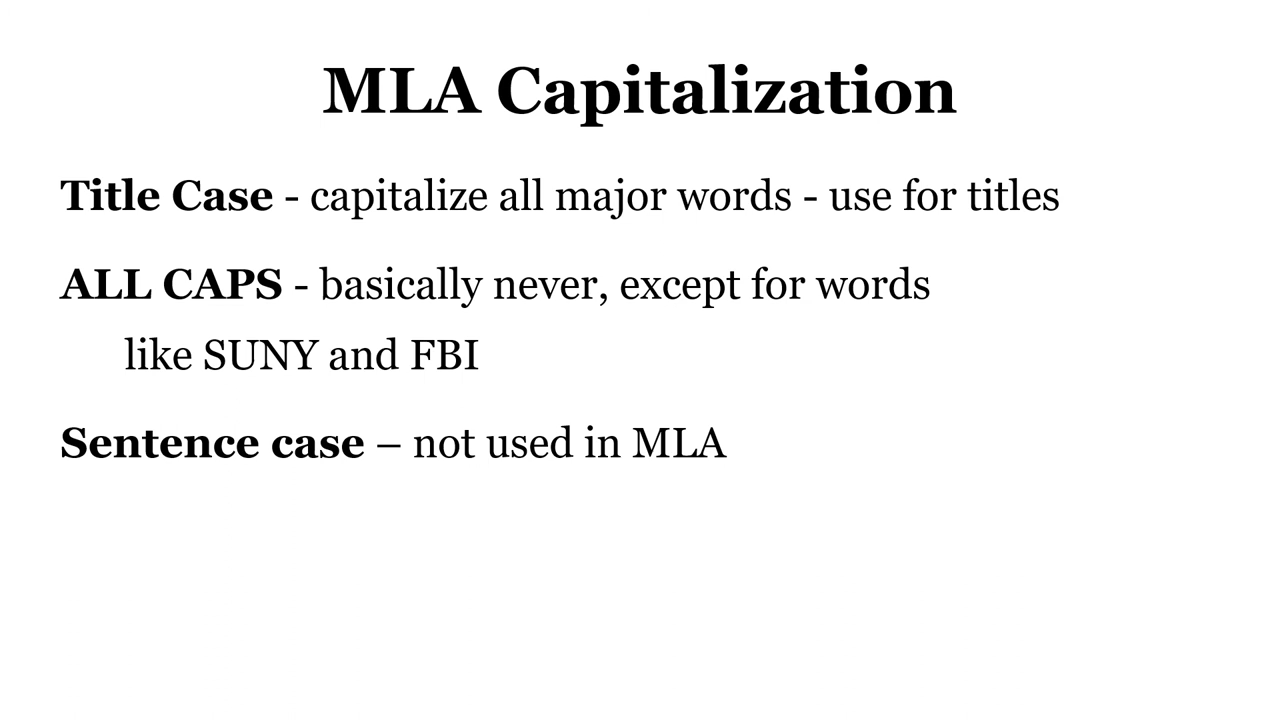 MLA Capitalization
Title Case - capitalize all major words - use for titles
ALL CAPS - basically never, except for words
like SUNY and FBI
Sentence case – not used in MLA